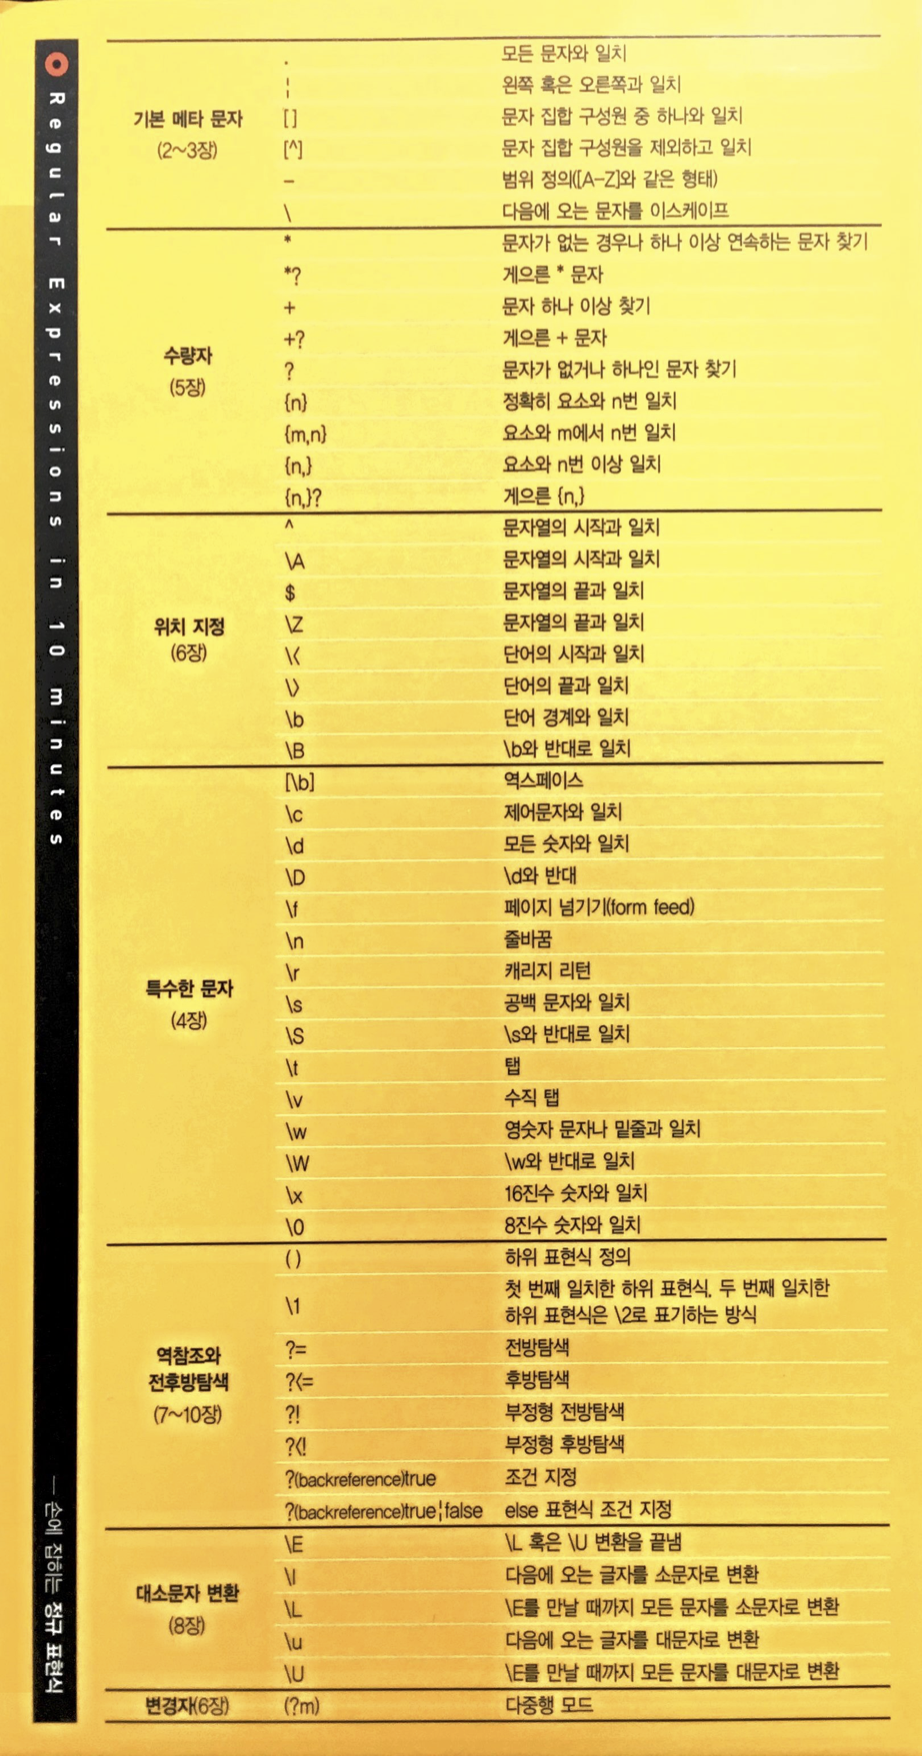 Regular Expressions in 10 minutes
— 손에 잡히는 정규 표현식
기본 메타 문자
(2~3장)
. 모든 문자와 일치
¦ 왼쪽 혹은 오른쪽과 일치
[ ] 문자 집합 구성원 중 하나와 일치
[^] 문자 집합 구성원을 제외하고 일치
– 범위 정의([A–Z]와 같은 형태)
\ 다음에 오는 문자를 이스케이프
수량자
(5장)
* 문자가 없는 경우나 하나 이상 연속하는 문자 찾기
*? 게으른 * 문자
+ 문자 하나 이상 찾기
+? 게으른 + 문자
? 문자가 없거나 하나인 문자 찾기
{n} 정확히 요소와 n번 일치
{m,n} 요소와 m에서 n번 일치
{n,} 요소와 n번 이상 일치
{n,}? 게으른 {n,}
위치 지정
(6장)
^ 문자열의 시작과 일치
\A 문자열의 시작과 일치
$ 문자열의 끝과 일치
\Z 문자열의 끝과 일치
\< 단어의 시작과 일치
\> 단어의 끝과 일치
\b 단어 경계와 일치
\B \b와 반대로 일치
특수한 문자
(4장)
[\b] 역스페이스
\c 제어문자와 일치
\d 모든 숫자와 일치
\D \d와 반대
\f 페이지 넘기기(form feed)
\n 줄바꿈
\r 캐리지 리턴
\s 공백 문자와 일치
\S \s와 반대로 일치
\t 탭
\v 수직 탭
\w 영숫자 문자나 밑줄과 일치
\W \w와 반대로 일치
\x 16진수 숫자와 일치
\0 8진수 숫자와 일치
역참조와
전후방탐색
(7~10장)
( ) 하위 표현식 정의
\1 첫 번째 일치한 하위 표현식, 두 번째 일치한
하위 표현식은 \2로 표기하는 방식
?= 전방탐색
?<= 후방탐색
?! 부정형 전방탐색
?<! 부정형 후방탐색
?(backreference)true 조건 지정
?(backreference)true¦false else 표현식 조건 지정
대소문자 변환
(8장)
\E \L 혹은 \U 변환을 끝냄
\l 다음에 오는 글자를 소문자로 변환
\L \E를 만날 때까지 모든 문자를 소문자로 변환
\u 다음에 오는 글자를 대문자로 변환
\U \E를 만날 때까지 모든 문자를 대문자로 변환
변경자(6장) (?m) 다중행 모드